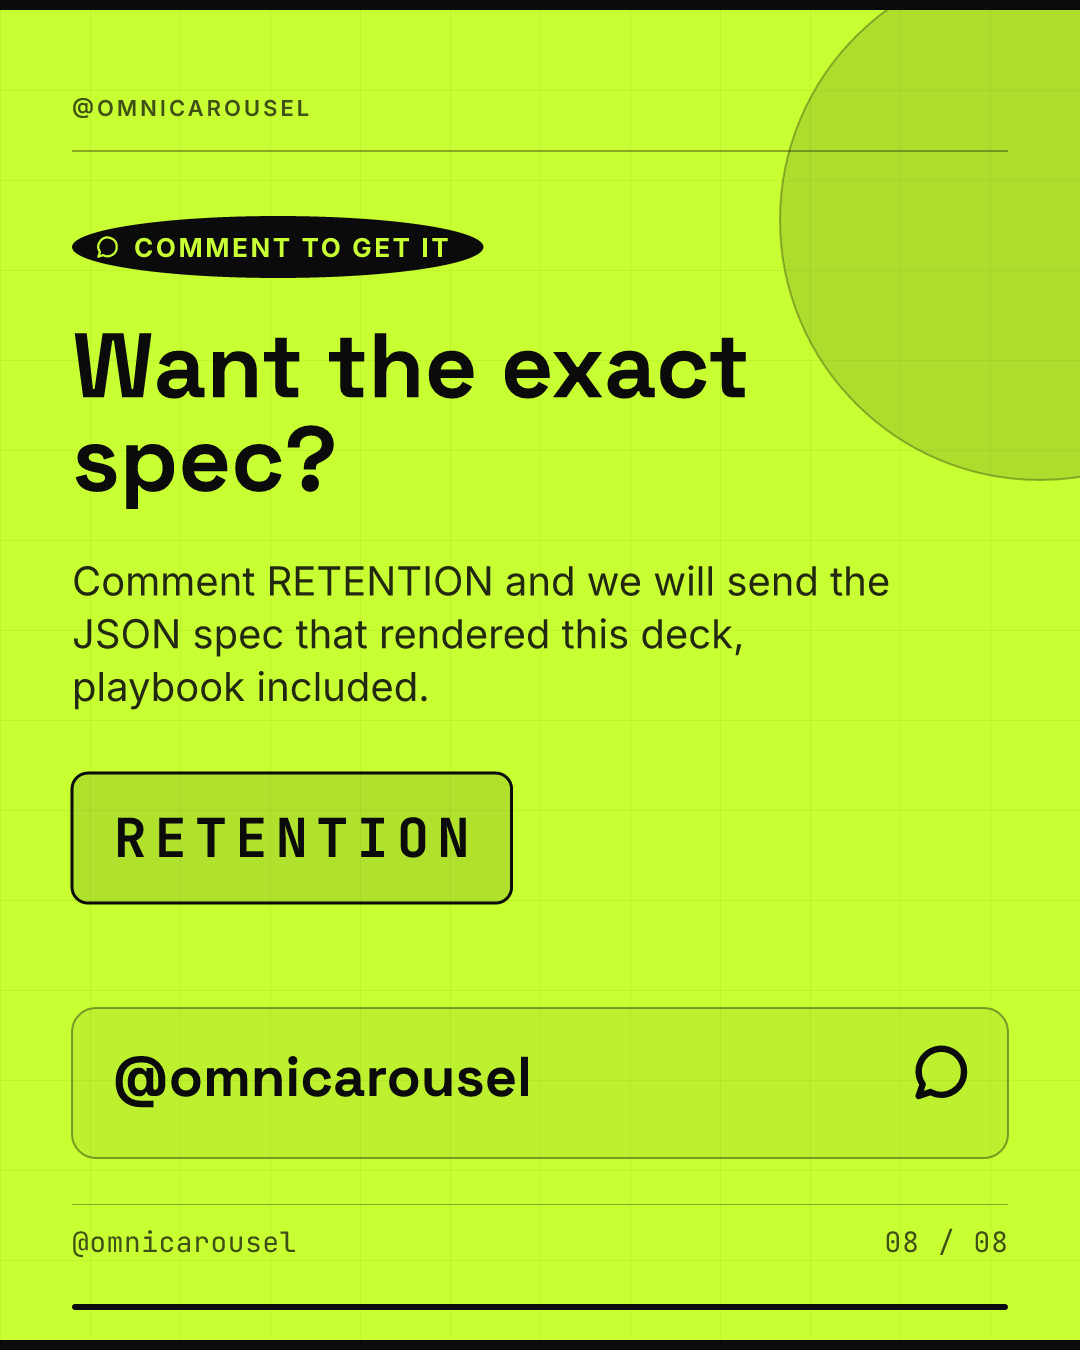 @OMNICAROUSEL
COMMENT TO GET IT
Want the exact
spec?
Comment RETENTION and we will send the
JSON spec that rendered this deck,
playbook included.
RETENTION
@omnicarousel
@omnicarousel
08 / 08